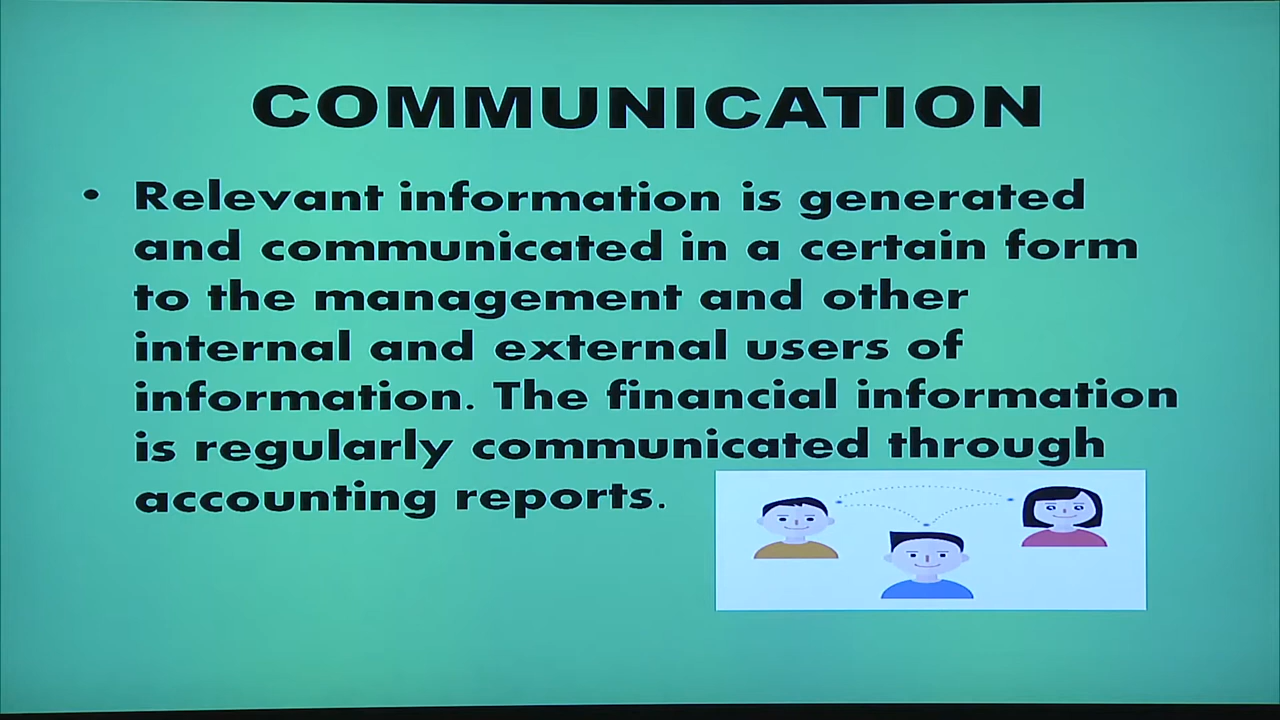 COMMUNICATION
• Relevant information is generated
and communicated in a certain form
to the management and other
internal and external users of
information. The financial information
is regularly communicated through
accounting reports.